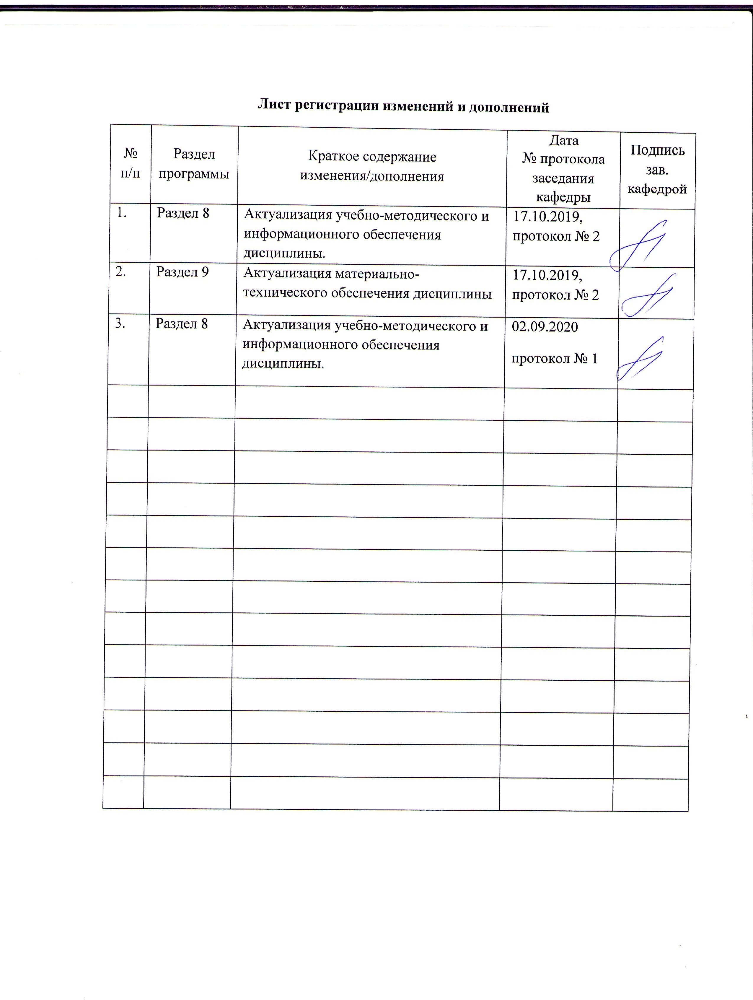 Лист регистрации изменений и дополнений
№
п/п
Раздел
программы
Краткое содержание
изменения/дополнения
Дата
№ протокола
заседания
кафедры
Подпись
зав.
кафедрой
1.
Раздел 8
Актуализация учебно-методического и
информационного обеспечения
дисциплины.
17.10.2019,
протокол № 2
2.
Раздел 9
Актуализация материально-
технического обеспечения дисциплины
17.10.2019,
протокол № 2
3.
Раздел 8
Актуализация учебно-методического и
информационного обеспечения
дисциплины.
02.09.2020
протокол № 1